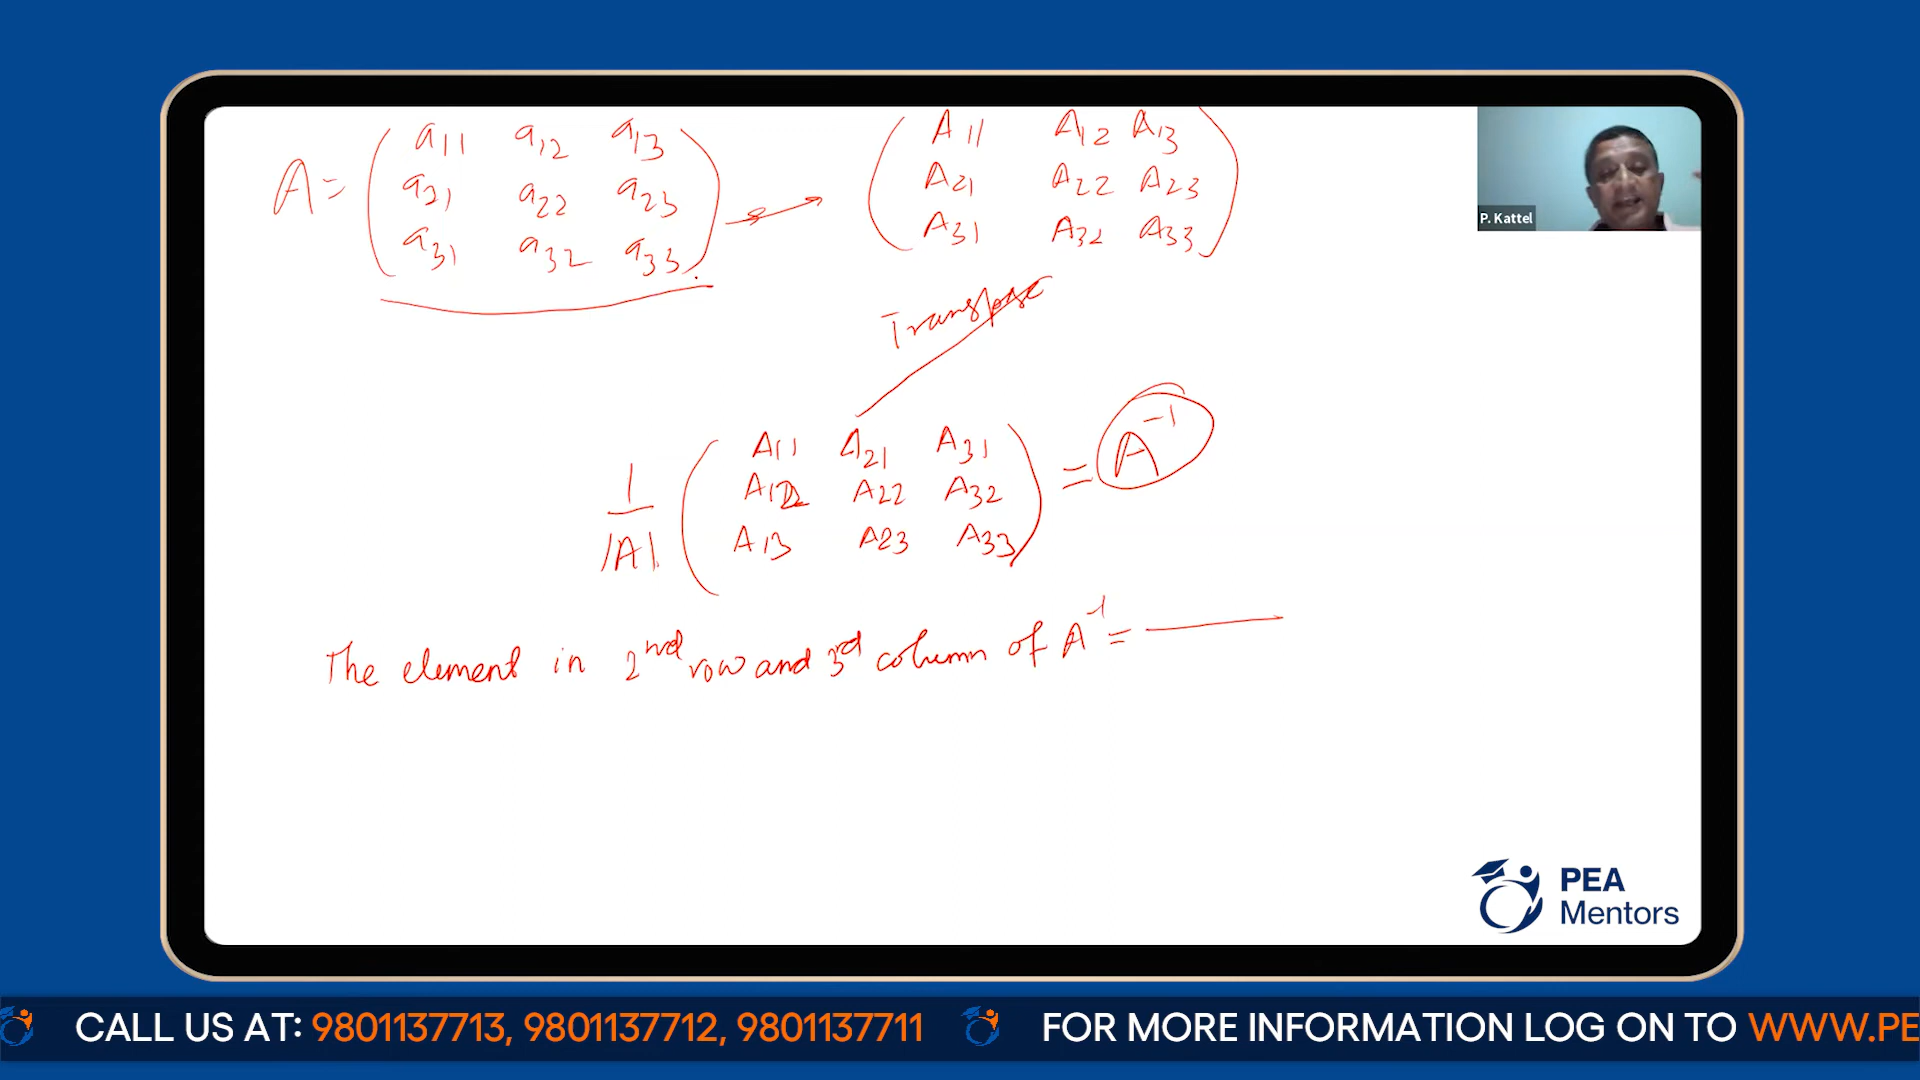 A = ( a11 a12 a13
a21 a22 a23
a31 a32 a33 )
( A11 A12 A13
A21 A22 A23
A31 A32 A33 )
P. Kattel
Transpose
1/|A| ( A11 A21 A31
A12 A22 A32
A13 A23 A33 ) = A⁻¹
The element in 2nd row and 3rd column of A⁻¹ = ______
PEA
Mentors
CALL US AT: 9801137713, 9801137712, 9801137711 FOR MORE INFORMATION LOG ON TO WWW.PE